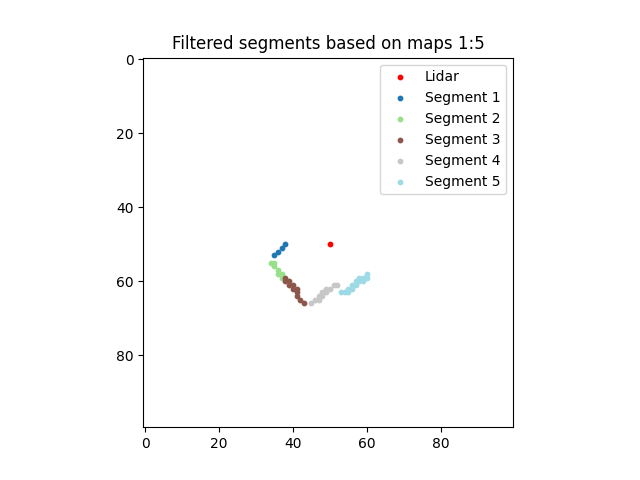 Filtered segments based on maps 1:5
Lidar
Segment 1
Segment 2
Segment 3
Segment 4
Segment 5
0
20
40
60
80
0 20 40 60 80